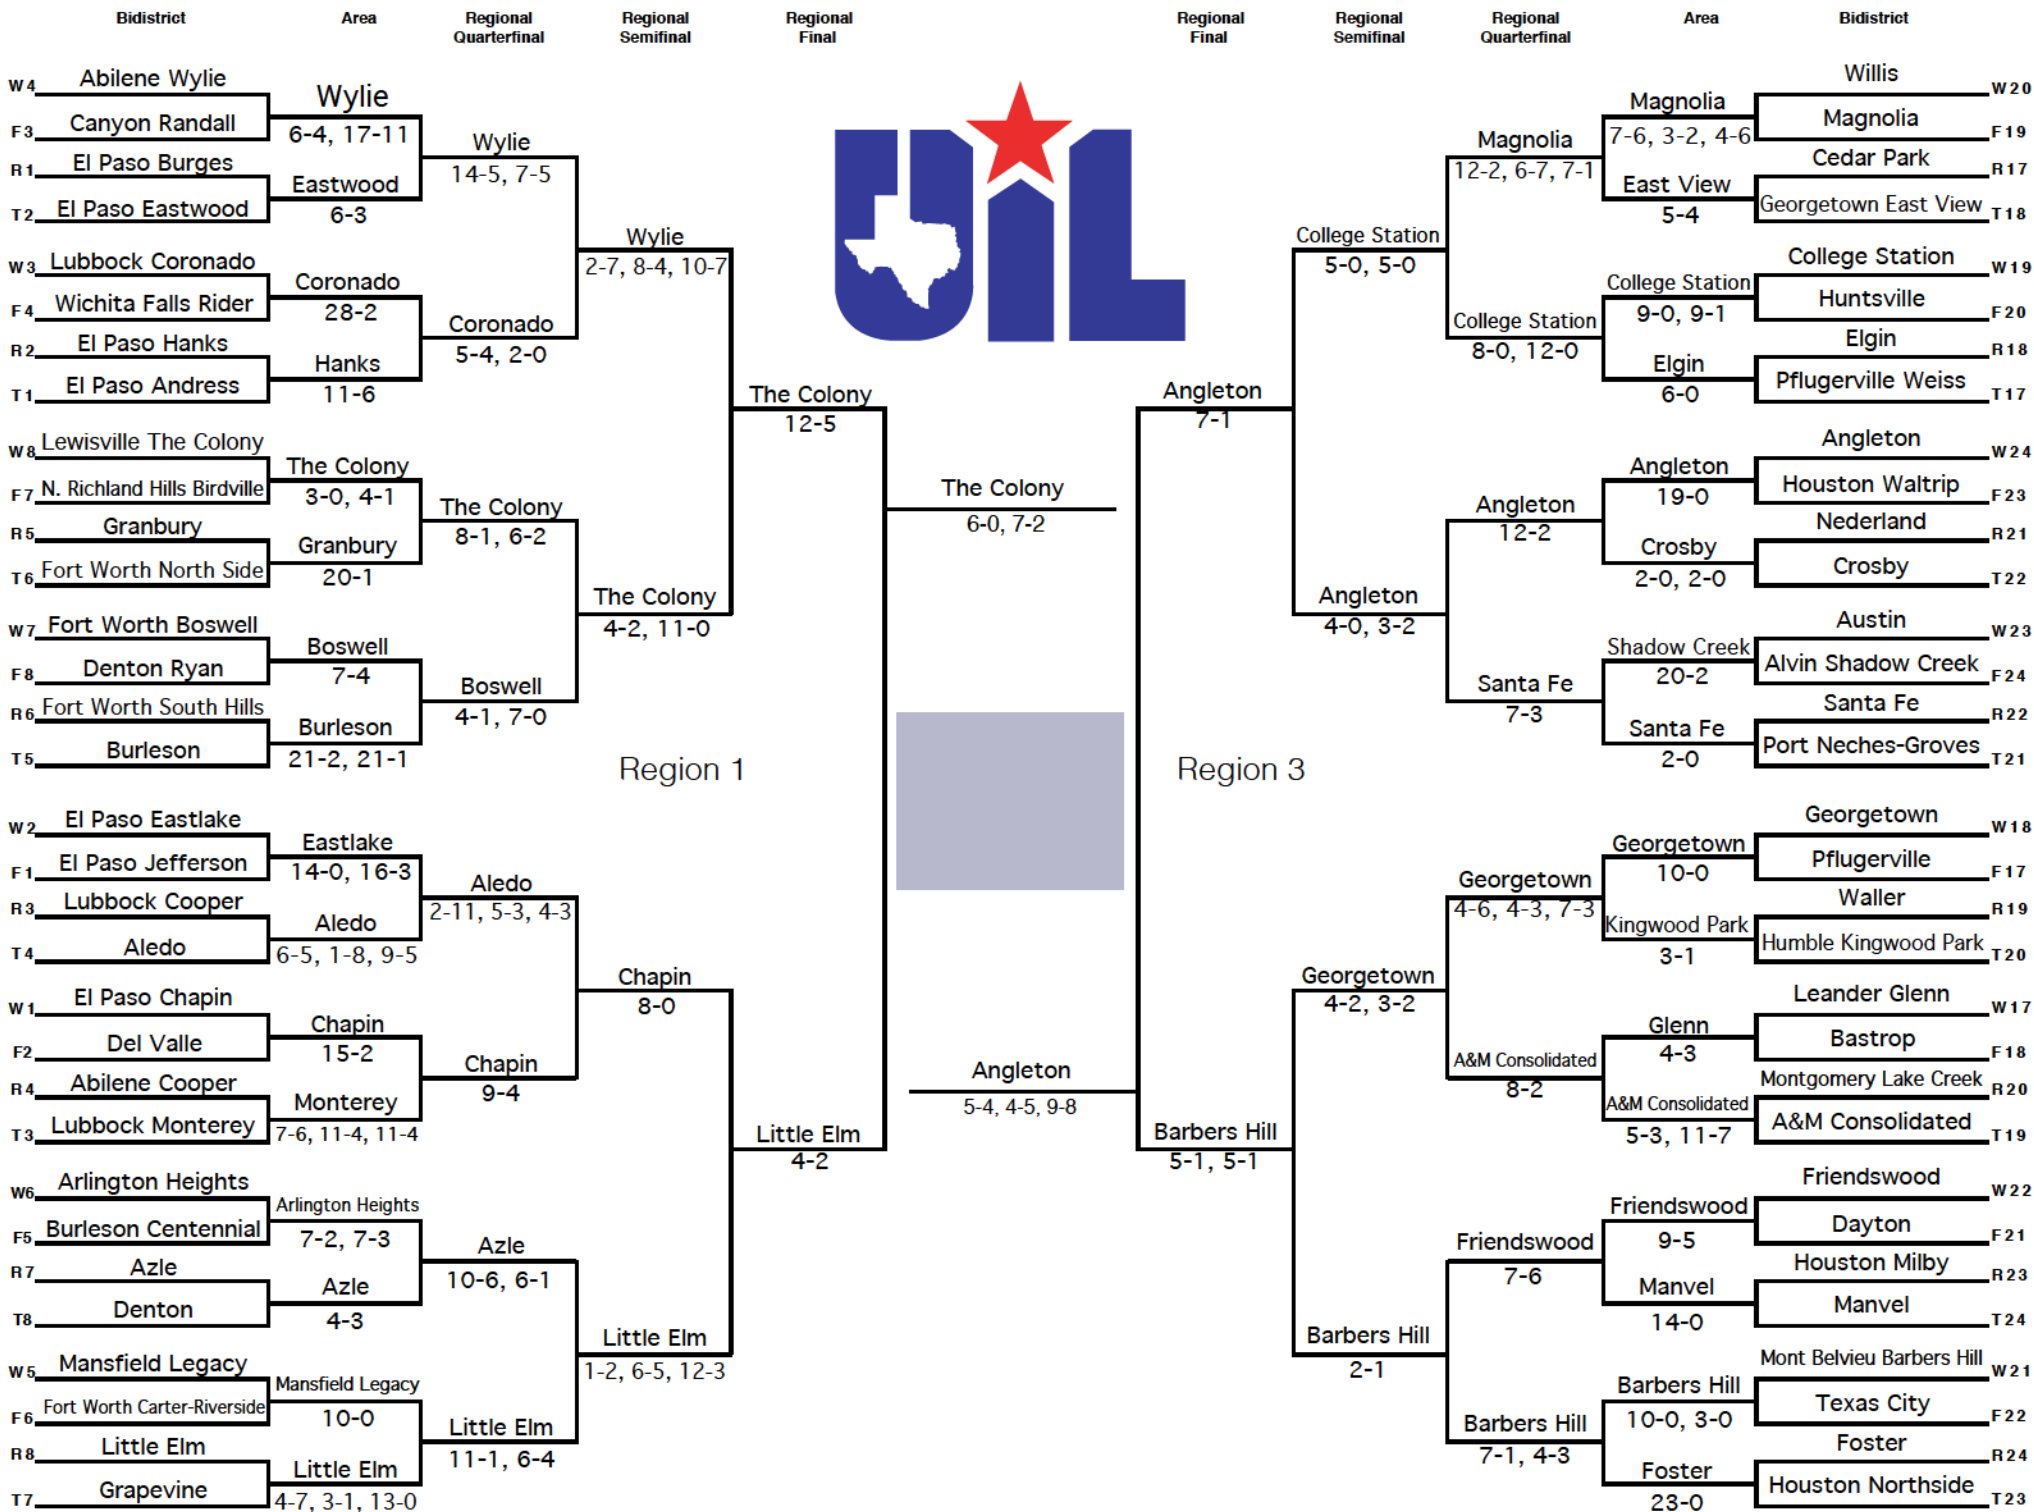 Bidistrict
Area
Regional
Quarterfinal
Regional
Semifinal
Regional
Final
Regional
Final
Regional
Semifinal
Regional
Quarterfinal
Area
Bidistrict
W4 Abilene Wylie
F3 Canyon Randall
R1 El Paso Burges
T2 El Paso Eastwood
W3 Lubbock Coronado
F4 Wichita Falls Rider
R2 El Paso Hanks
T1 El Paso Andress
W8 Lewisville The Colony
F7 N. Richland Hills Birdville
R5 Granbury
T6 Fort Worth North Side
W7 Fort Worth Boswell
F8 Denton Ryan
R6 Fort Worth South Hills
T5 Burleson
W2 El Paso Eastlake
F1 El Paso Jefferson
R3 Lubbock Cooper
T4 Aledo
W1 El Paso Chapin
F2 Del Valle
R4 Abilene Cooper
T3 Lubbock Monterey
W6 Arlington Heights
F5 Burleson Centennial
R7 Azle
T8 Denton
W5 Mansfield Legacy
F6 Fort Worth Carter-Riverside
R8 Little Elm
T7 Grapevine
Wylie
6-4, 17-11
Eastwood
6-3
Coronado
28-2
Hanks
11-6
The Colony
3-0, 4-1
Granbury
20-1
Boswell
7-4
Burleson
21-2, 21-1
Eastlake
14-0, 16-3
Aledo
6-5, 1-8, 9-5
Chapin
15-2
Monterey
7-6, 11-4, 11-4
Arlington Heights
7-2, 7-3
Azle
4-3
Mansfield Legacy
10-0
Little Elm
4-7, 3-1, 13-0
Wylie
14-5, 7-5
Coronado
5-4, 2-0
The Colony
8-1, 6-2
Boswell
4-1, 7-0
Aledo
2-11, 5-3, 4-3
Chapin
9-4
Azle
10-6, 6-1
Little Elm
11-1, 6-4
Wylie
2-7, 8-4, 10-7
The Colony
4-2, 11-0
Region 1
Chapin
8-0
Little Elm
1-2, 6-5, 12-3
The Colony
12-5
Little Elm
4-2
UIL
The Colony
6-0, 7-2
Angleton
5-4, 4-5, 9-8
Angleton
7-1
Region 3
Barbers Hill
5-1, 5-1
College Station
5-0, 5-0
Angleton
4-0, 3-2
Georgetown
4-2, 3-2
Barbers Hill
2-1
Magnolia
12-2, 6-7, 7-1
College Station
8-0, 12-0
Angleton
12-2
Santa Fe
7-3
Georgetown
4-6, 4-3, 7-3
A&M Consolidated
8-2
Friendswood
7-6
Barbers Hill
7-1, 4-3
Magnolia
7-6, 3-2, 4-6
East View
5-4
College Station
9-0, 9-1
Elgin
6-0
Angleton
19-0
Crosby
2-0, 2-0
Shadow Creek
20-2
Santa Fe
2-0
Georgetown
10-0
Kingwood Park
3-1
Glenn
4-3
A&M Consolidated
5-3, 11-7
Friendswood
9-5
Manvel
14-0
Barbers Hill
10-0, 3-0
Foster
23-0
Willis W20
Magnolia F19
Cedar Park R17
Georgetown East View T18
College Station W19
Huntsville F20
Elgin R18
Pflugerville Weiss T17
Angleton W24
Houston Waltrip F23
Nederland R21
Crosby T22
Austin W23
Alvin Shadow Creek F24
Santa Fe R22
Port Neches-Groves T21
Georgetown W18
Pflugerville F17
Waller R19
Humble Kingwood Park T20
Leander Glenn W17
Bastrop F18
Montgomery Lake Creek R20
A&M Consolidated T19
Friendswood W22
Dayton F21
Houston Milby R23
Manvel T24
Mont Belvieu Barbers Hill W21
Texas City F22
Foster R24
Houston Northside T23